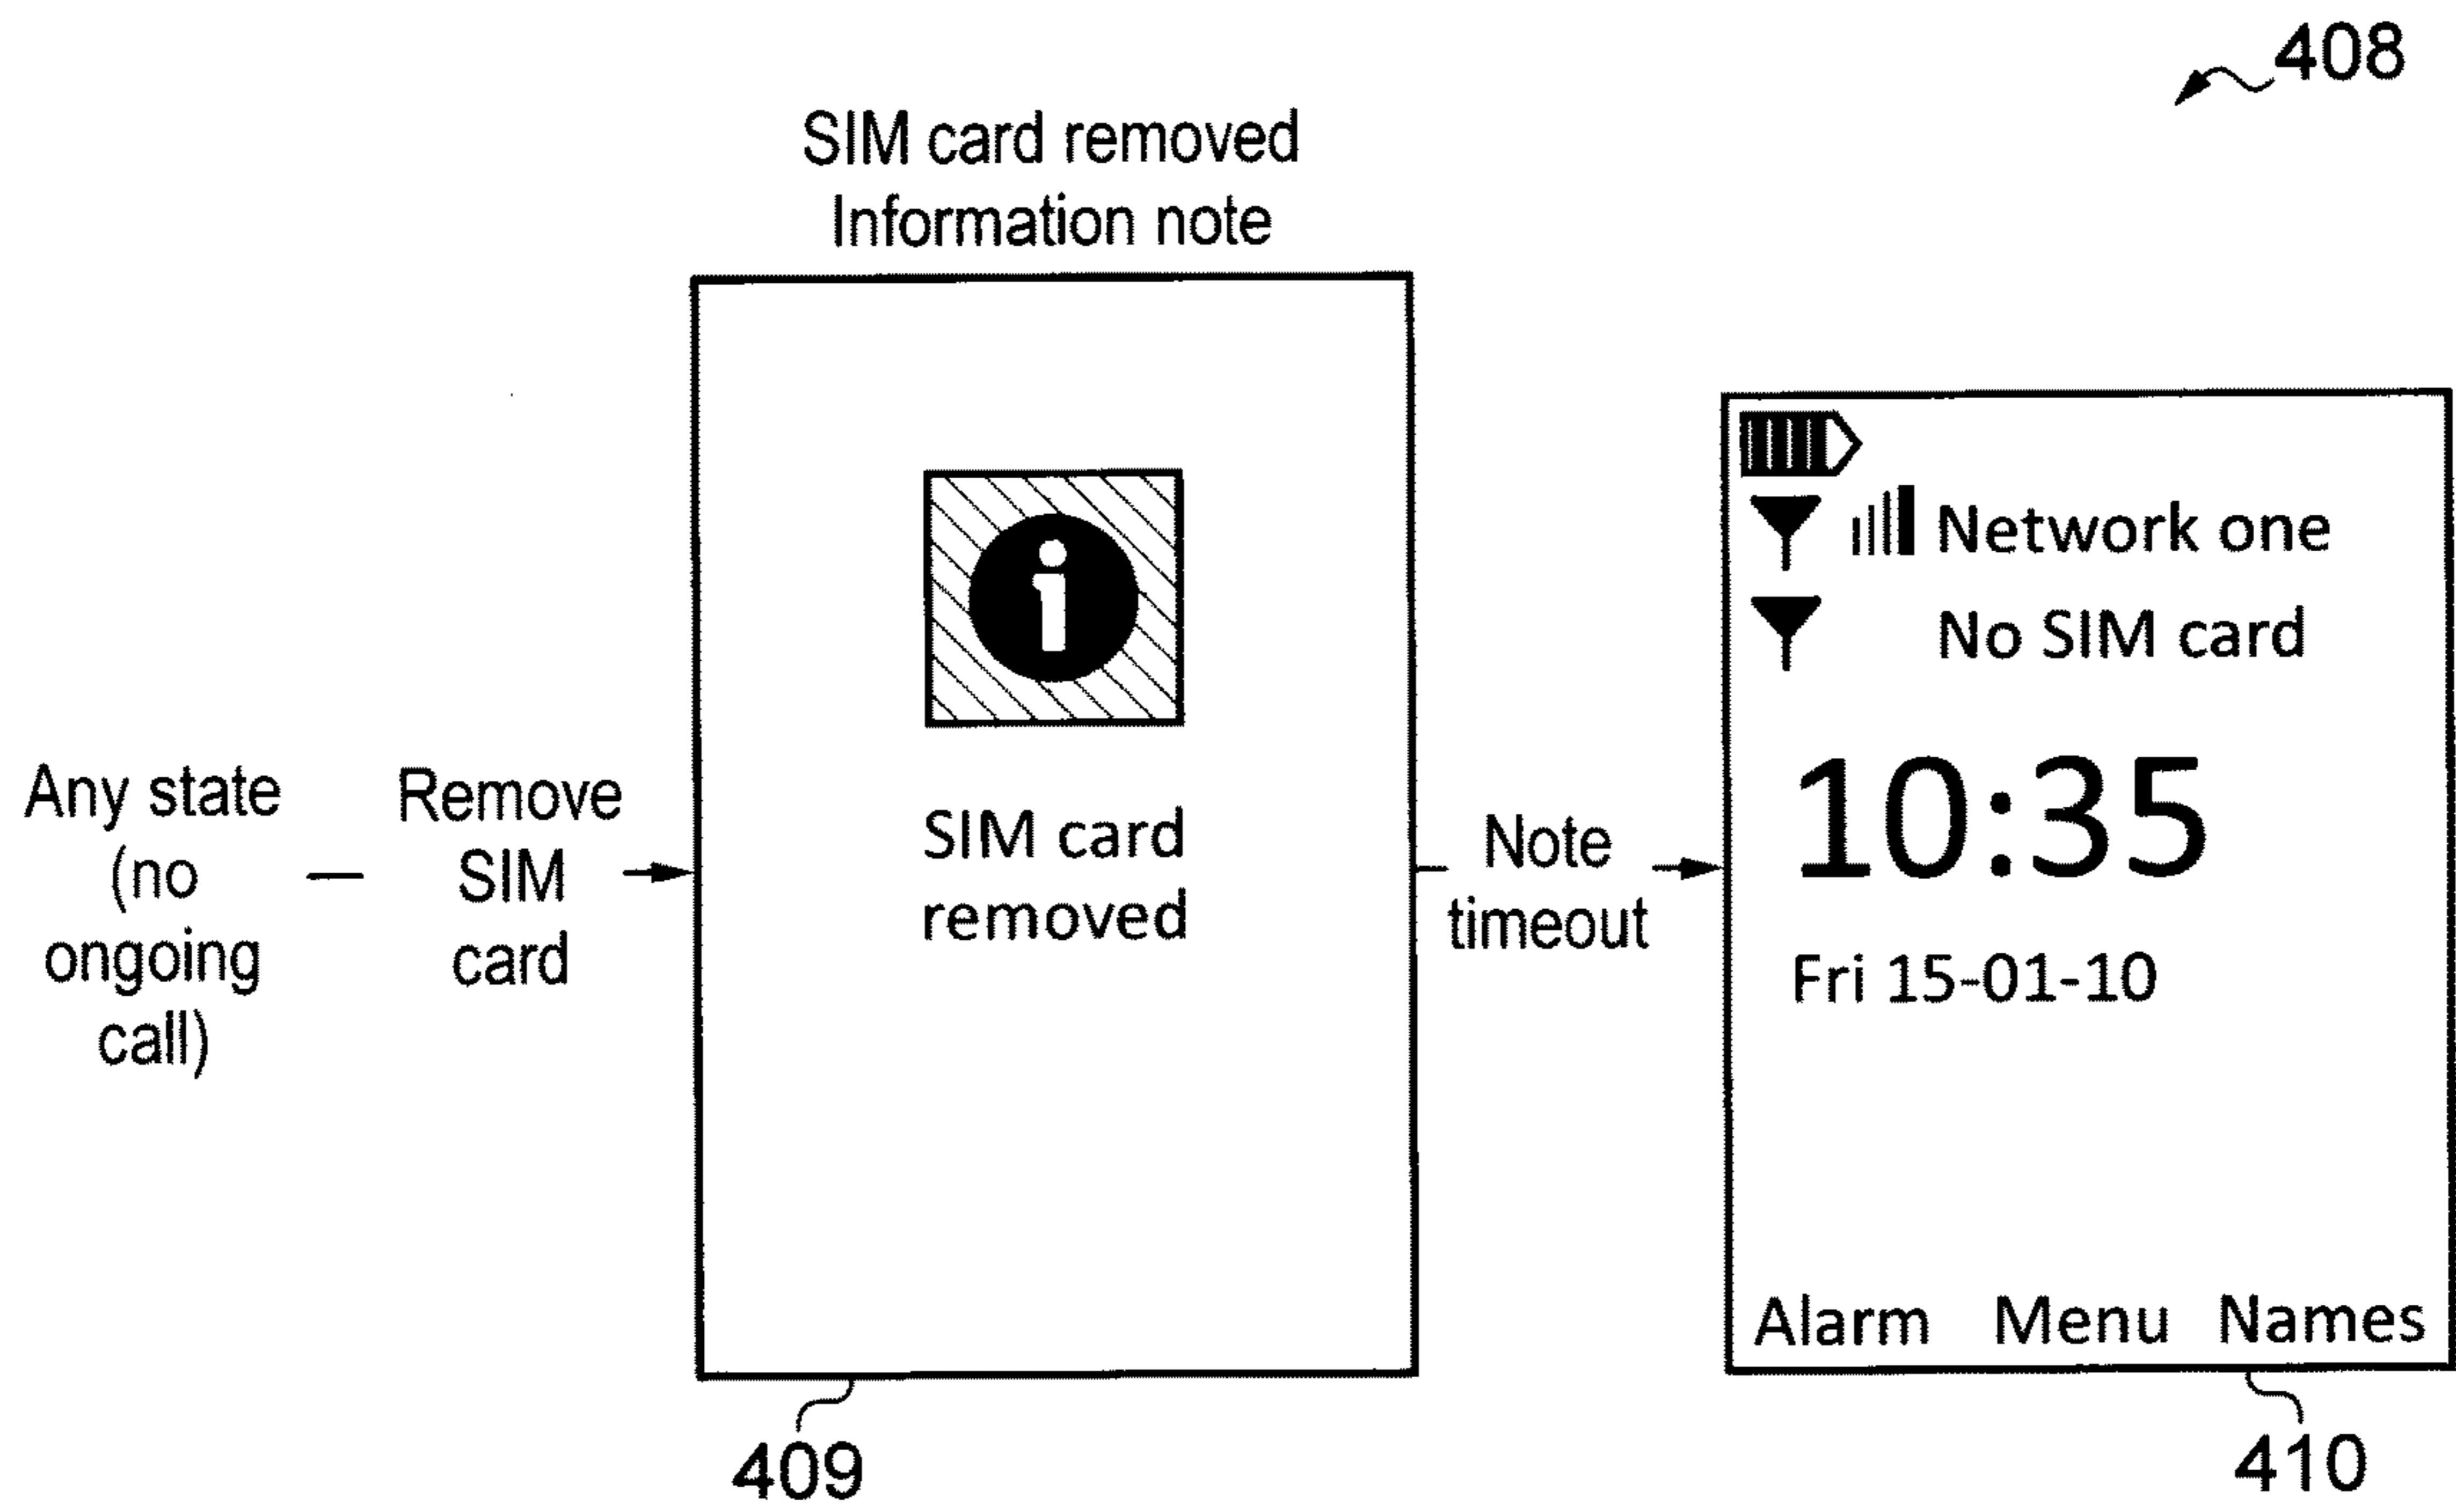 408
SIM card removed
Information note
Any state
(no
ongoing
call)
Remove
SIM
card
i
SIM card
removed
Note
timeout
Network one
No SIM card
10:35
Fri 15-01-10
Alarm Menu Names
409
410